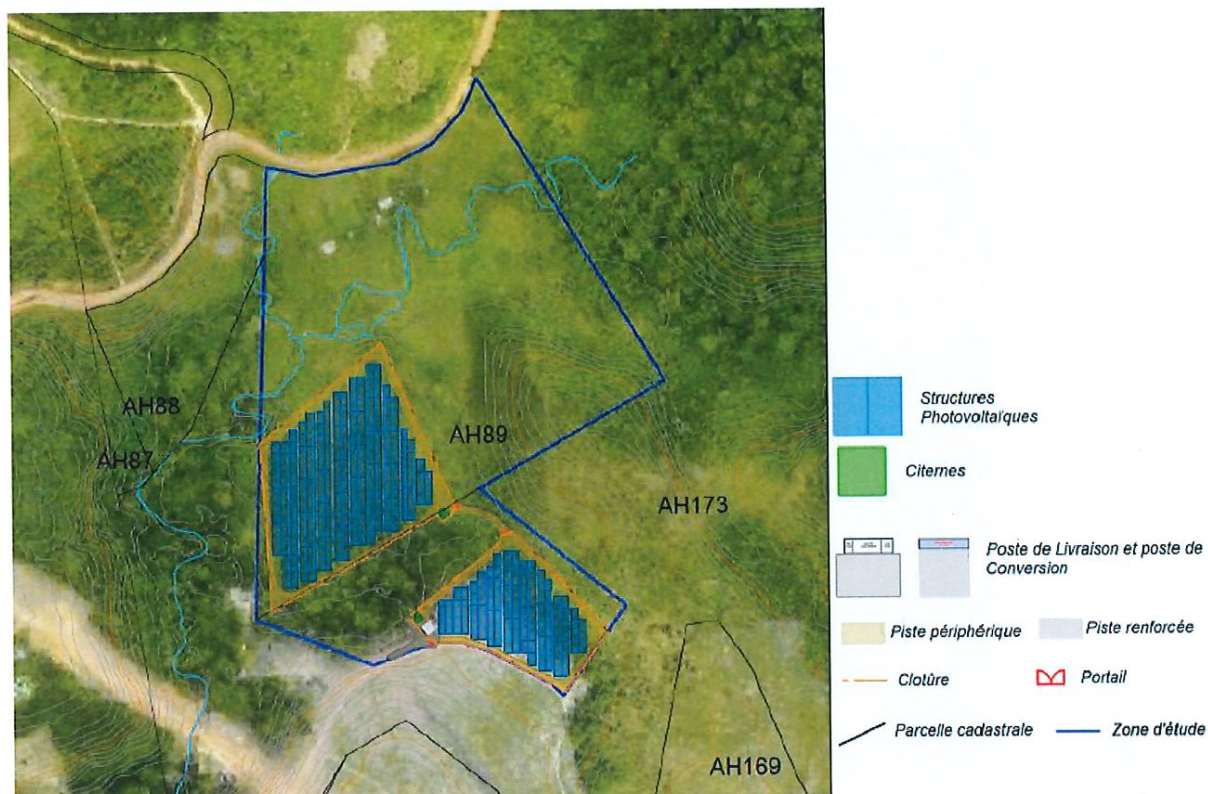 AH88
AH87
AH89
AH173
AH169
Structures
Photovoltaïques
Citernes
Poste de Livraison et poste de
Conversion
Piste périphérique
Piste renforcée
Clotûre
Portail
Parcelle cadastrale
Zone d'étude